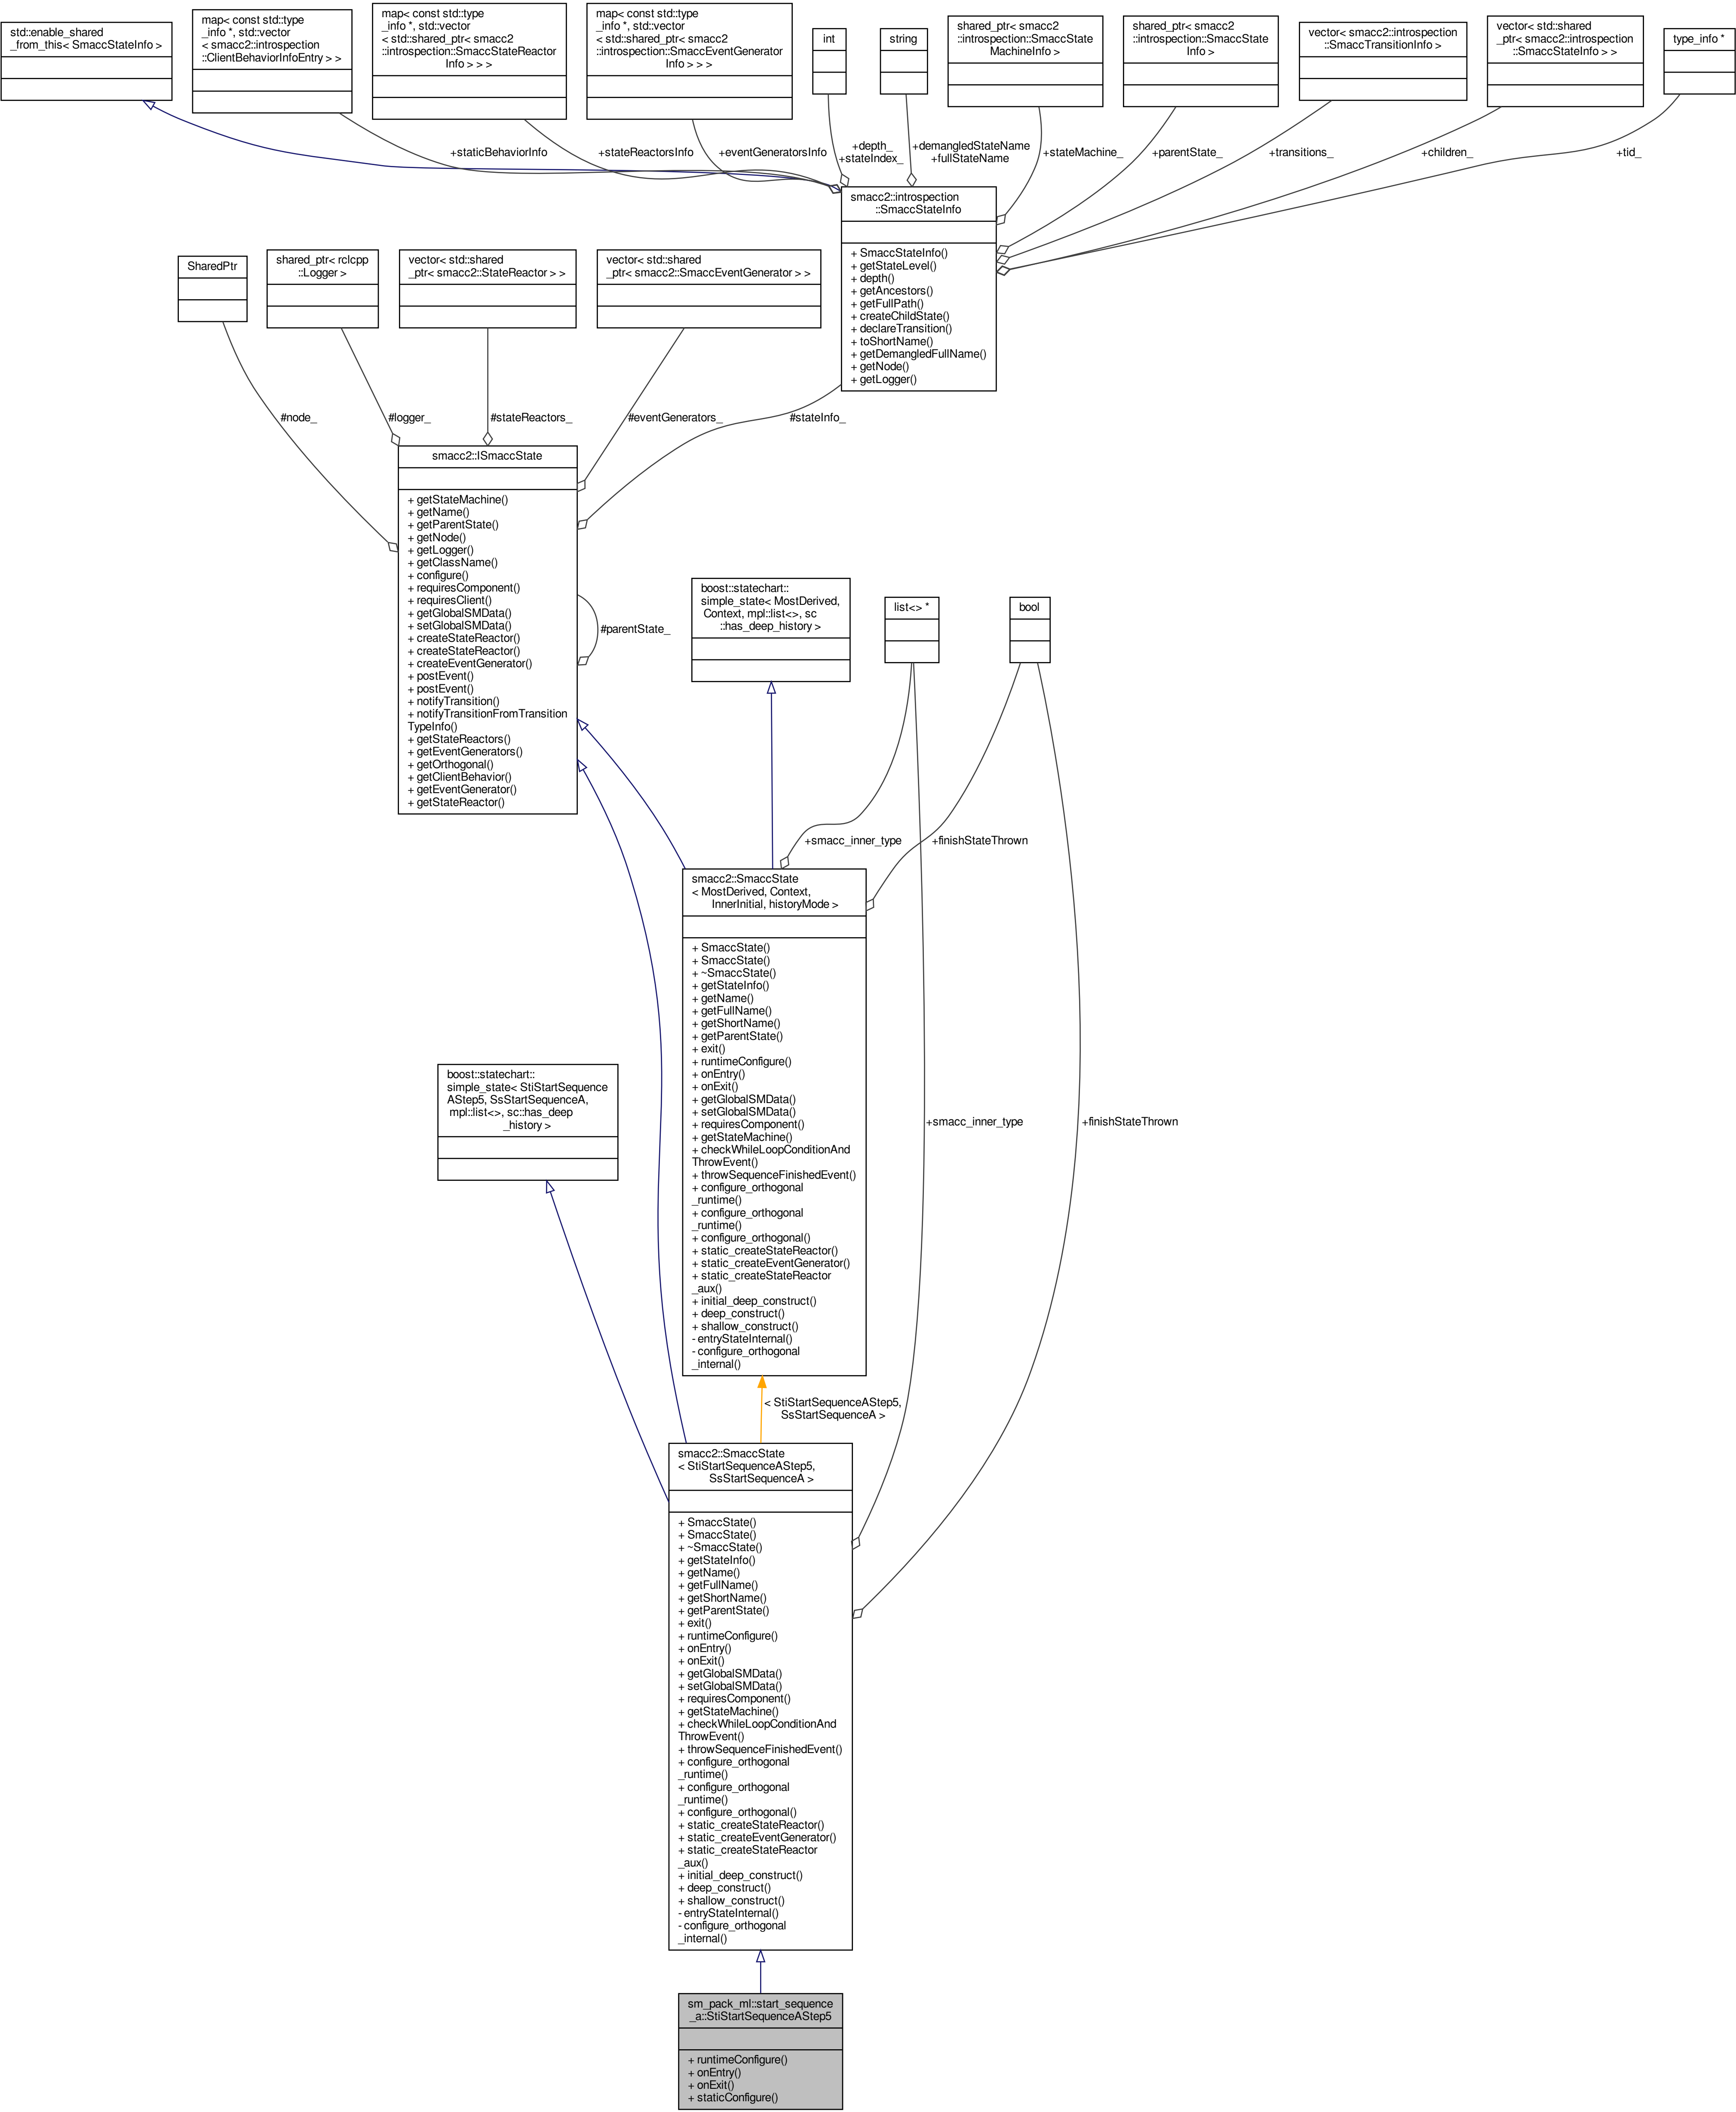 std::enable_shared
_from_this< SmaccStateInfo >
map< const std::type
_info *, std::vector
< smacc2::introspection
::ClientBehaviorInfoEntry > >
map< const std::type
_info *, std::vector
< std::shared_ptr< smacc2
::introspection::SmaccStateReactor
Info > > >
map< const std::type
_info *, std::vector
< std::shared_ptr< smacc2
::introspection::SmaccEventGenerator
Info > > >
int
string
shared_ptr< smacc2
::introspection::SmaccState
MachineInfo >
shared_ptr< smacc2
::introspection::SmaccState
Info >
vector< smacc2::introspection
::SmaccTransitionInfo >
vector< std::shared
_ptr< smacc2::introspection
::SmaccStateInfo > >
type_info *
+staticBehaviorInfo
+stateReactorsInfo
+eventGeneratorsInfo
+depth_
+stateIndex_
+demangledStateName
+fullStateName
+stateMachine_
+parentState_
+transitions_
+children_
+tid_
smacc2::introspection
::SmaccStateInfo
+ SmaccStateInfo()
+ getStateLevel()
+ depth()
+ getAncestors()
+ getFullPath()
+ createChildState()
+ declareTransition()
+ toShortName()
+ getDemangledFullName()
+ getNode()
+ getLogger()
SharedPtr
shared_ptr< rclcpp
::Logger >
vector< std::shared
_ptr< smacc2::StateReactor > >
vector< std::shared
_ptr< smacc2::SmaccEventGenerator > >
#node_
#logger_
#stateReactors_
#eventGenerators_
#stateInfo_
smacc2::ISmaccState
+ getStateMachine()
+ getName()
+ getParentState()
+ getNode()
+ getLogger()
+ getClassName()
+ configure()
+ requiresComponent()
+ requiresClient()
+ getGlobalSMData()
+ setGlobalSMData()
+ createStateReactor()
+ createStateReactor()
+ createEventGenerator()
+ postEvent()
+ postEvent()
+ notifyTransition()
+ notifyTransitionFromTransition
TypeInfo()
+ getStateReactors()
+ getEventGenerators()
+ getOrthogonal()
+ getClientBehavior()
+ getEventGenerator()
+ getStateReactor()
#parentState_
boost::statechart::
simple_state< MostDerived,
Context, mpl::list<>, sc
::has_deep_history >
list<> *
bool
+smacc_inner_type
+finishStateThrown
smacc2::SmaccState
< MostDerived, Context,
InnerInitial, historyMode >
+ SmaccState()
+ SmaccState()
+ ~SmaccState()
+ getStateInfo()
+ getName()
+ getFullName()
+ getShortName()
+ getParentState()
+ exit()
+ runtimeConfigure()
+ onEntry()
+ onExit()
+ getGlobalSMData()
+ setGlobalSMData()
+ requiresComponent()
+ getStateMachine()
+ checkWhileLoopConditionAnd
ThrowEvent()
+ throwSequenceFinishedEvent()
+ configure_orthogonal
_runtime()
+ configure_orthogonal
_runtime()
+ configure_orthogonal()
+ static_createStateReactor()
+ static_createEventGenerator()
+ static_createStateReactor
_aux()
+ initial_deep_construct()
+ deep_construct()
+ shallow_construct()
- entryStateInternal()
- configure_orthogonal
_internal()
boost::statechart::
simple_state< StiStartSequence
AStep5, SsStartSequenceA,
mpl::list<>, sc::has_deep
_history >
+smacc_inner_type
+finishStateThrown
< StiStartSequenceAStep5,
SsStartSequenceA >
smacc2::SmaccState
< StiStartSequenceAStep5,
SsStartSequenceA >
+ SmaccState()
+ SmaccState()
+ ~SmaccState()
+ getStateInfo()
+ getName()
+ getFullName()
+ getShortName()
+ getParentState()
+ exit()
+ runtimeConfigure()
+ onEntry()
+ onExit()
+ getGlobalSMData()
+ setGlobalSMData()
+ requiresComponent()
+ getStateMachine()
+ checkWhileLoopConditionAnd
ThrowEvent()
+ throwSequenceFinishedEvent()
+ configure_orthogonal
_runtime()
+ configure_orthogonal
_runtime()
+ configure_orthogonal()
+ static_createStateReactor()
+ static_createEventGenerator()
+ static_createStateReactor
_aux()
+ initial_deep_construct()
+ deep_construct()
+ shallow_construct()
- entryStateInternal()
- configure_orthogonal
_internal()
sm_pack_ml::start_sequence
_a::StiStartSequenceAStep5
+ runtimeConfigure()
+ onEntry()
+ onExit()
+ staticConfigure()